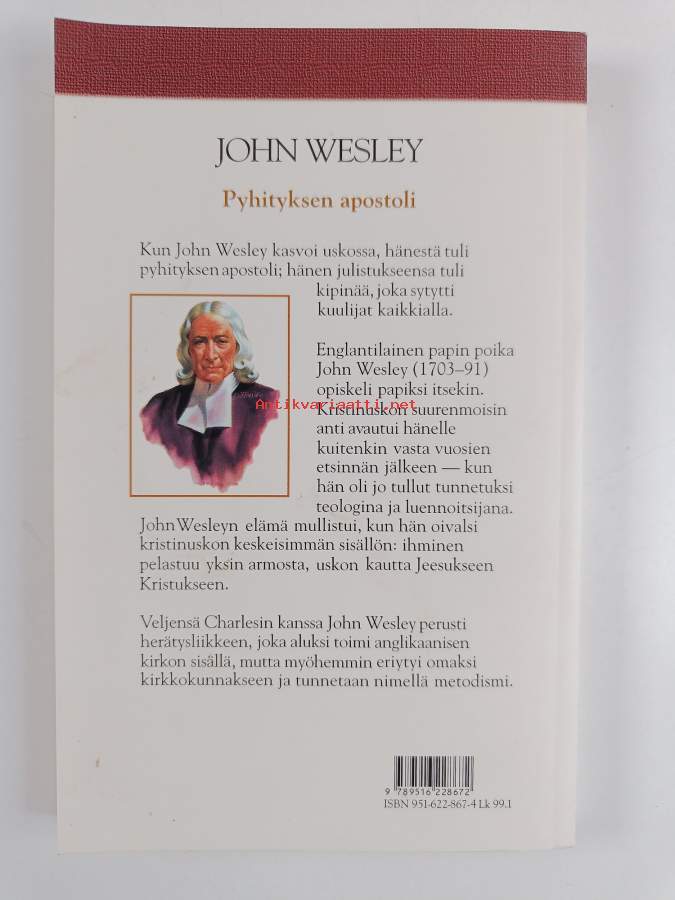 JOHN WESLEY
Pyhityksen apostoli
Kun John Wesley kasvoi uskossa, hänestä tuli
pyhityksen apostoli; hänen julistukseensa tuli
kipinää, joka sytytti
kuulijat kaikkialla.
Englantilainen papin poika
John Wesley (1703–91)
opiskeli papiksi itsekin.
Antikvariaatti.net
Kristinuskon suurenmoisin
anti avautui hänelle
kuitenkin vasta vuosien
etsinnän jälkeen — kun
hän oli jo tullut tunnetuksi
teologina ja luennoitsijana.
John Wesleyn elämä mullistui, kun hän oivalsi
kristinuskon keskeisimmän sisällön: ihminen
pelastuu yksin armosta, uskon kautta Jeesukseen
Kristukseen.
Veljensä Charlesin kanssa John Wesley perusti
herätysliikkeen, joka aluksi toimi anglikaanisen
kirkon sisällä, mutta myöhemmin eriytyi omaksi
kirkkokunnakseen ja tunnetaan nimellä metodismi.
9 789516 228672
ISBN 951-622-867-4 Lk 99.1